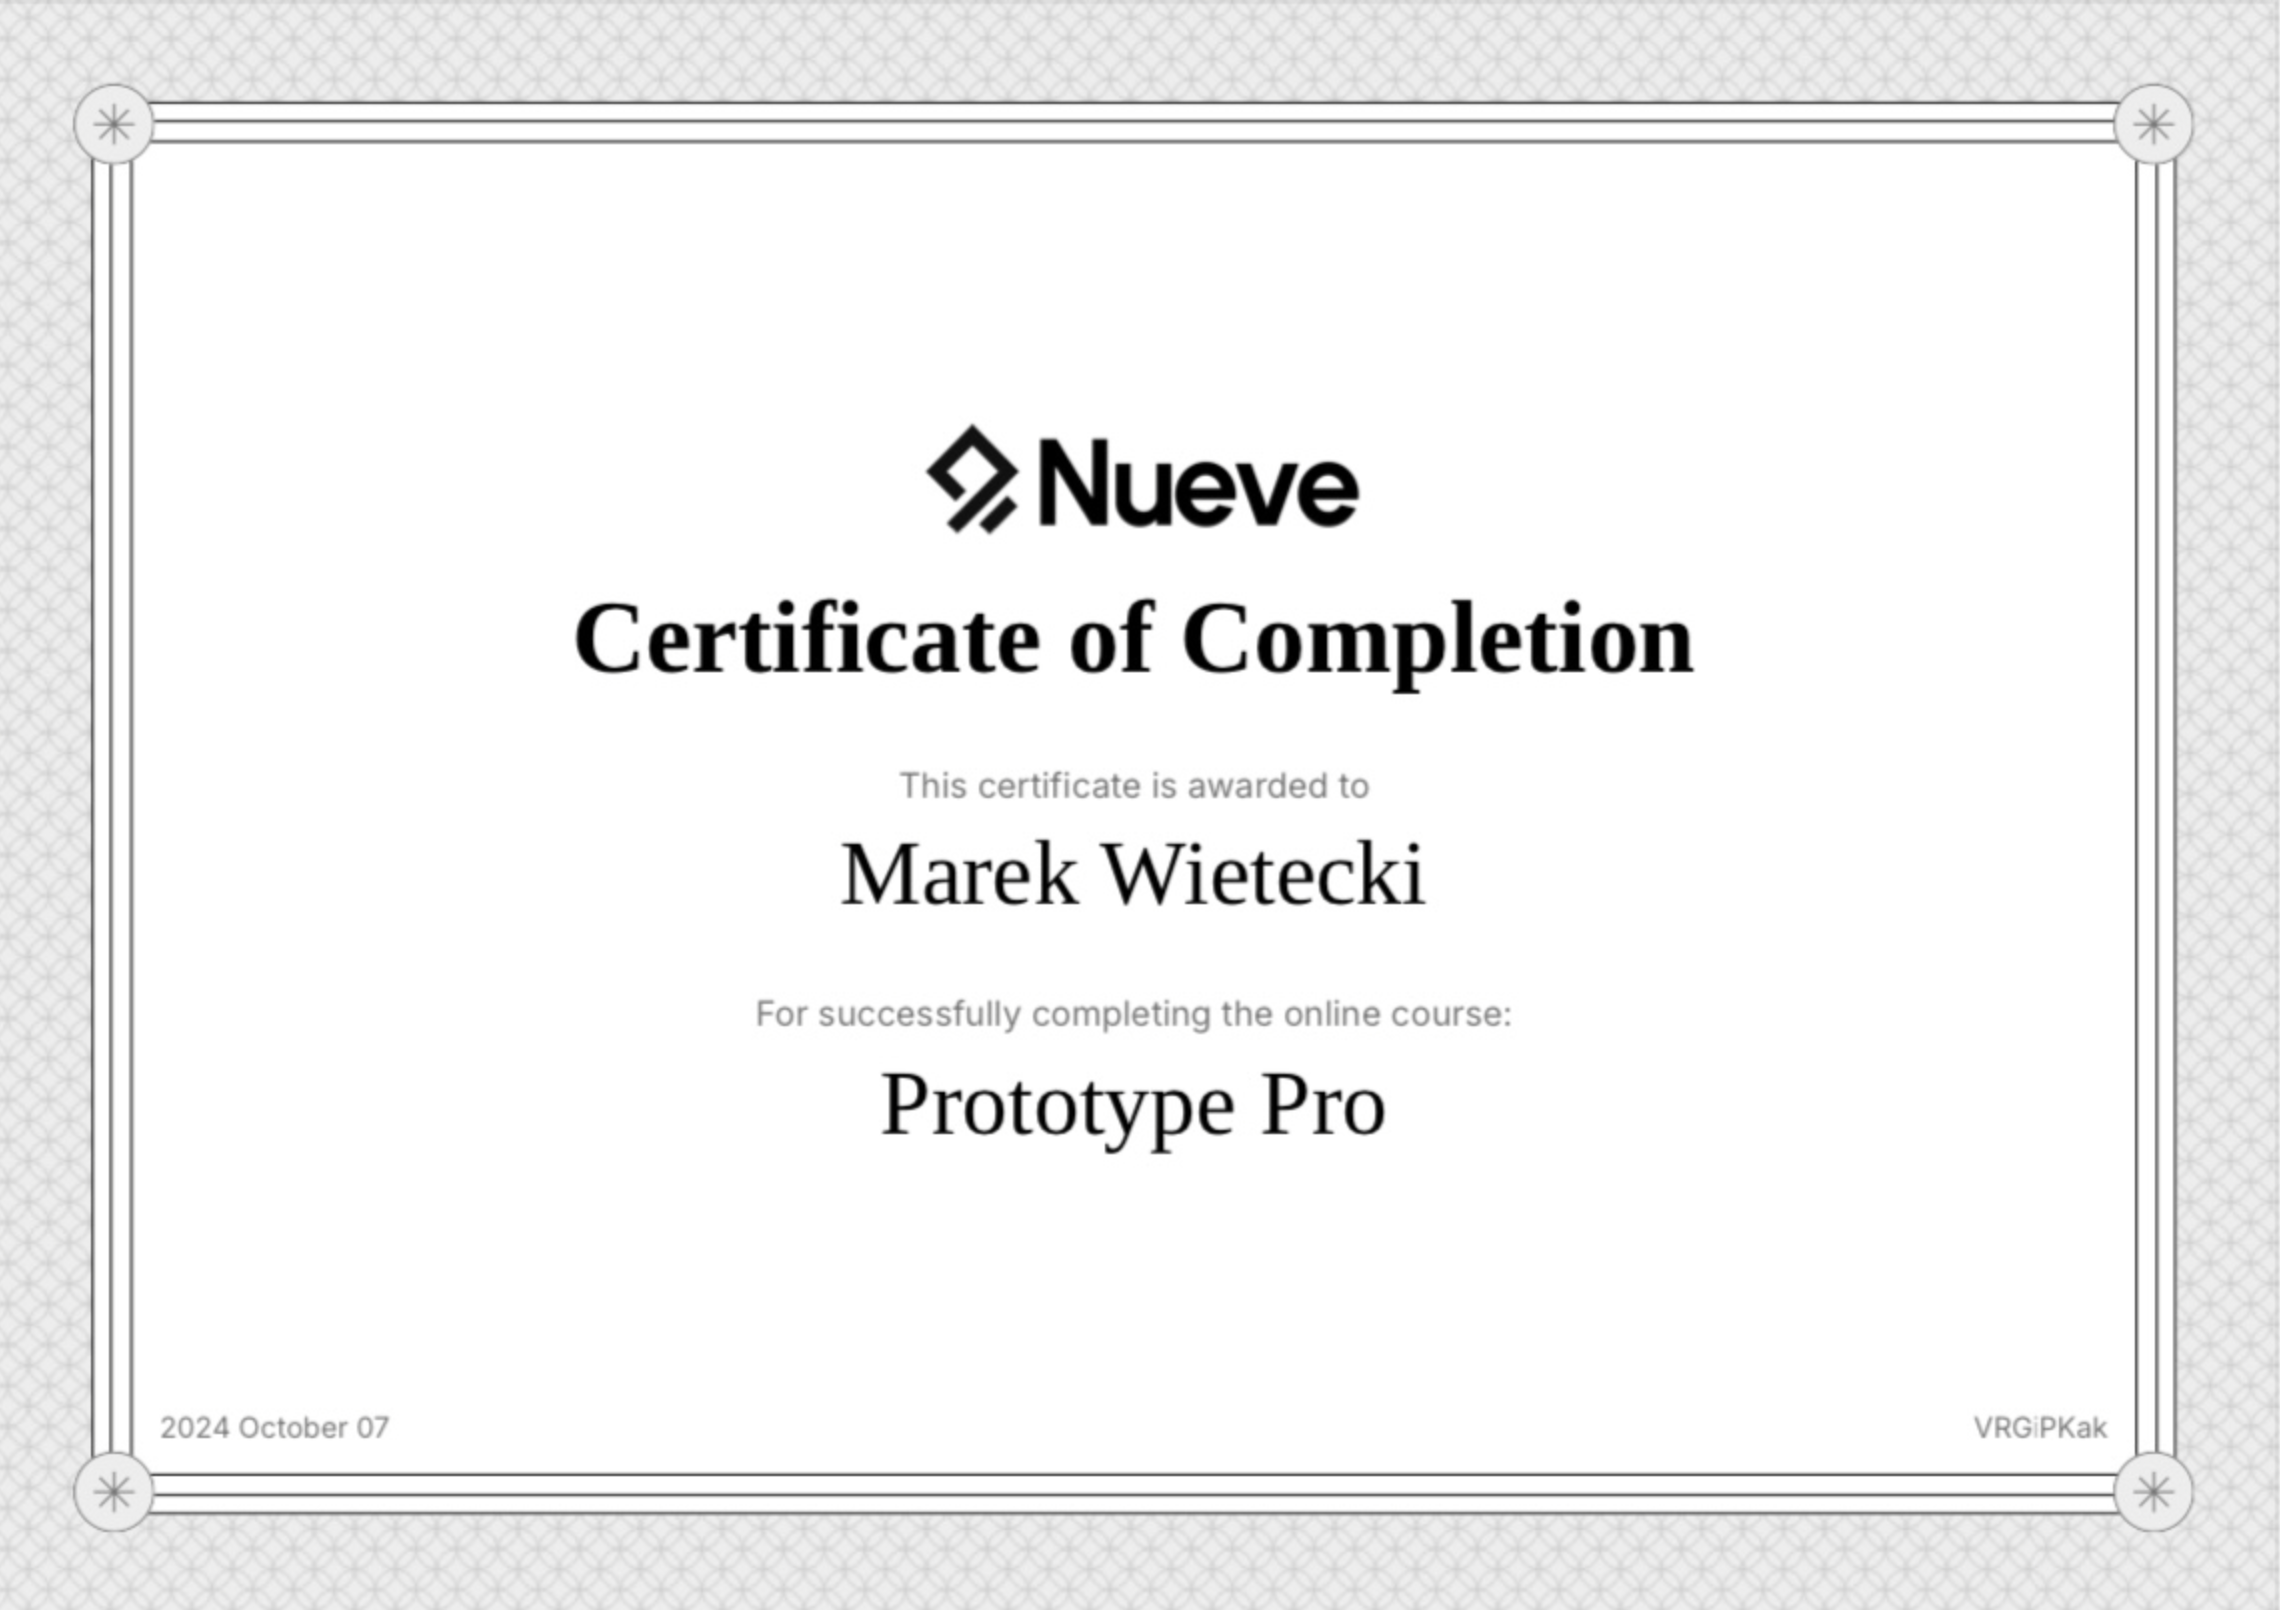 Nueve
Certificate of Completion
This certificate is awarded to
Marek Wietecki
For successfully completing the online course:
Prototype Pro
2024 October 07
VRGiPKak